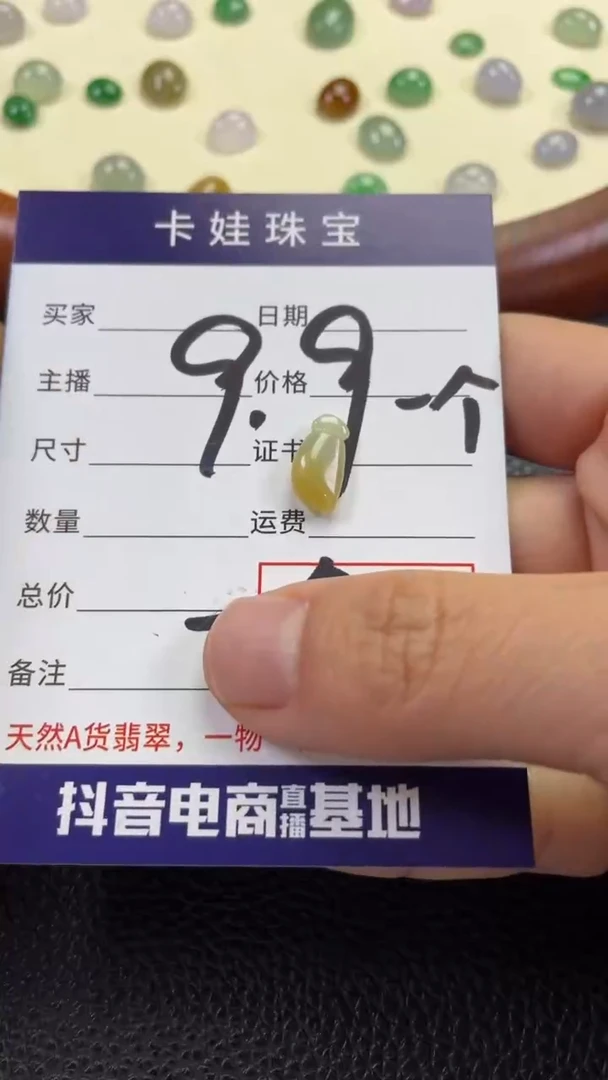 卡娃珠宝
买家 日期
主播 价格
9.9一个
尺寸 证书
数量 运费
总价
备注
天然A货翡翠，一物
抖音电商直播基地